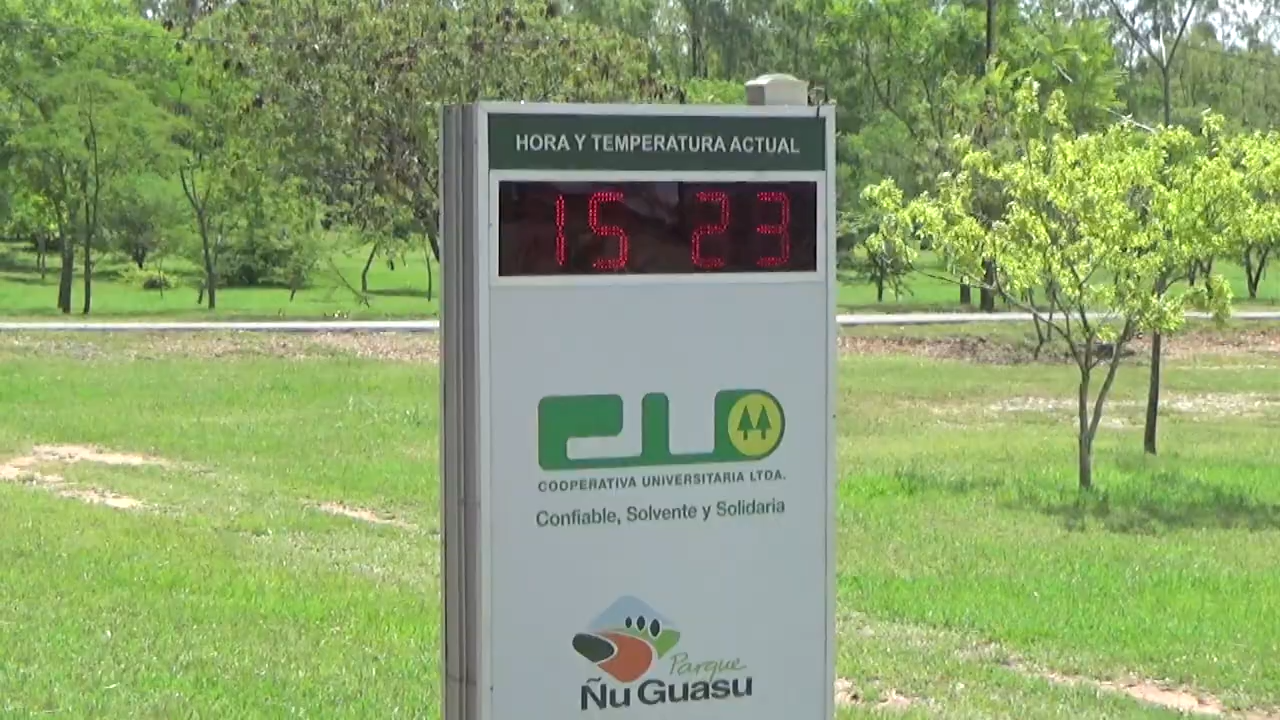 HORA Y TEMPERATURA ACTUAL
15 23
CU
COOPERATIVA UNIVERSITARIA LTDA.
Confiable, Solvente y Solidaria
Parque
Ñu Guasu